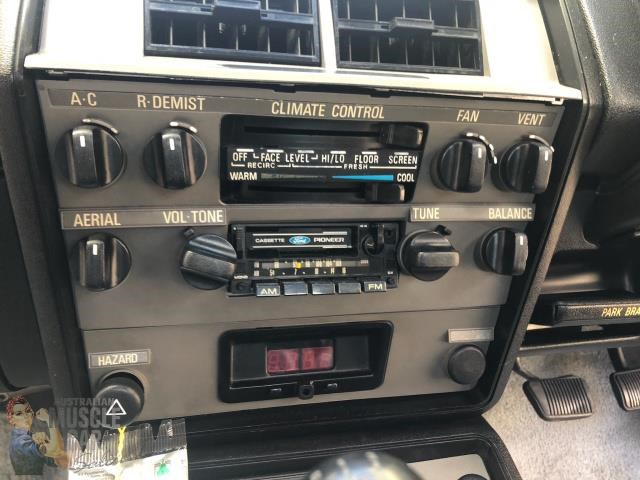 A·C R·DEMIST CLIMATE CONTROL FAN VENT
OFF FACE LEVEL HI/LO FLOOR SCREEN
RECIRC FRESH
WARM COOL
AERIAL VOL·TONE TUNE BALANCE
CASSETTE Ford PIONEER
AM FM
PARK BRA
HAZARD
AUSTRALIAN
MUSCLE